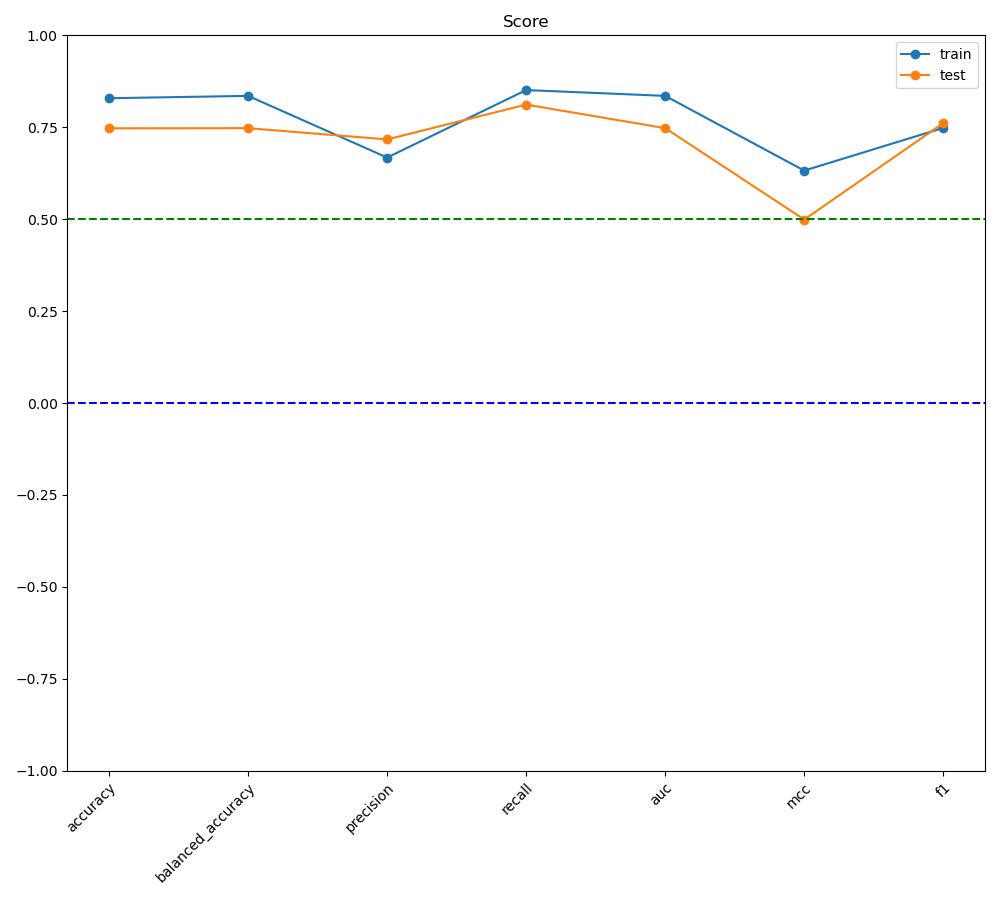 Score
train
test
1.00
0.75
0.50
0.25
0.00
−0.25
−0.50
−0.75
−1.00
accuracy
balanced_accuracy
precision
recall
auc
mcc
f1